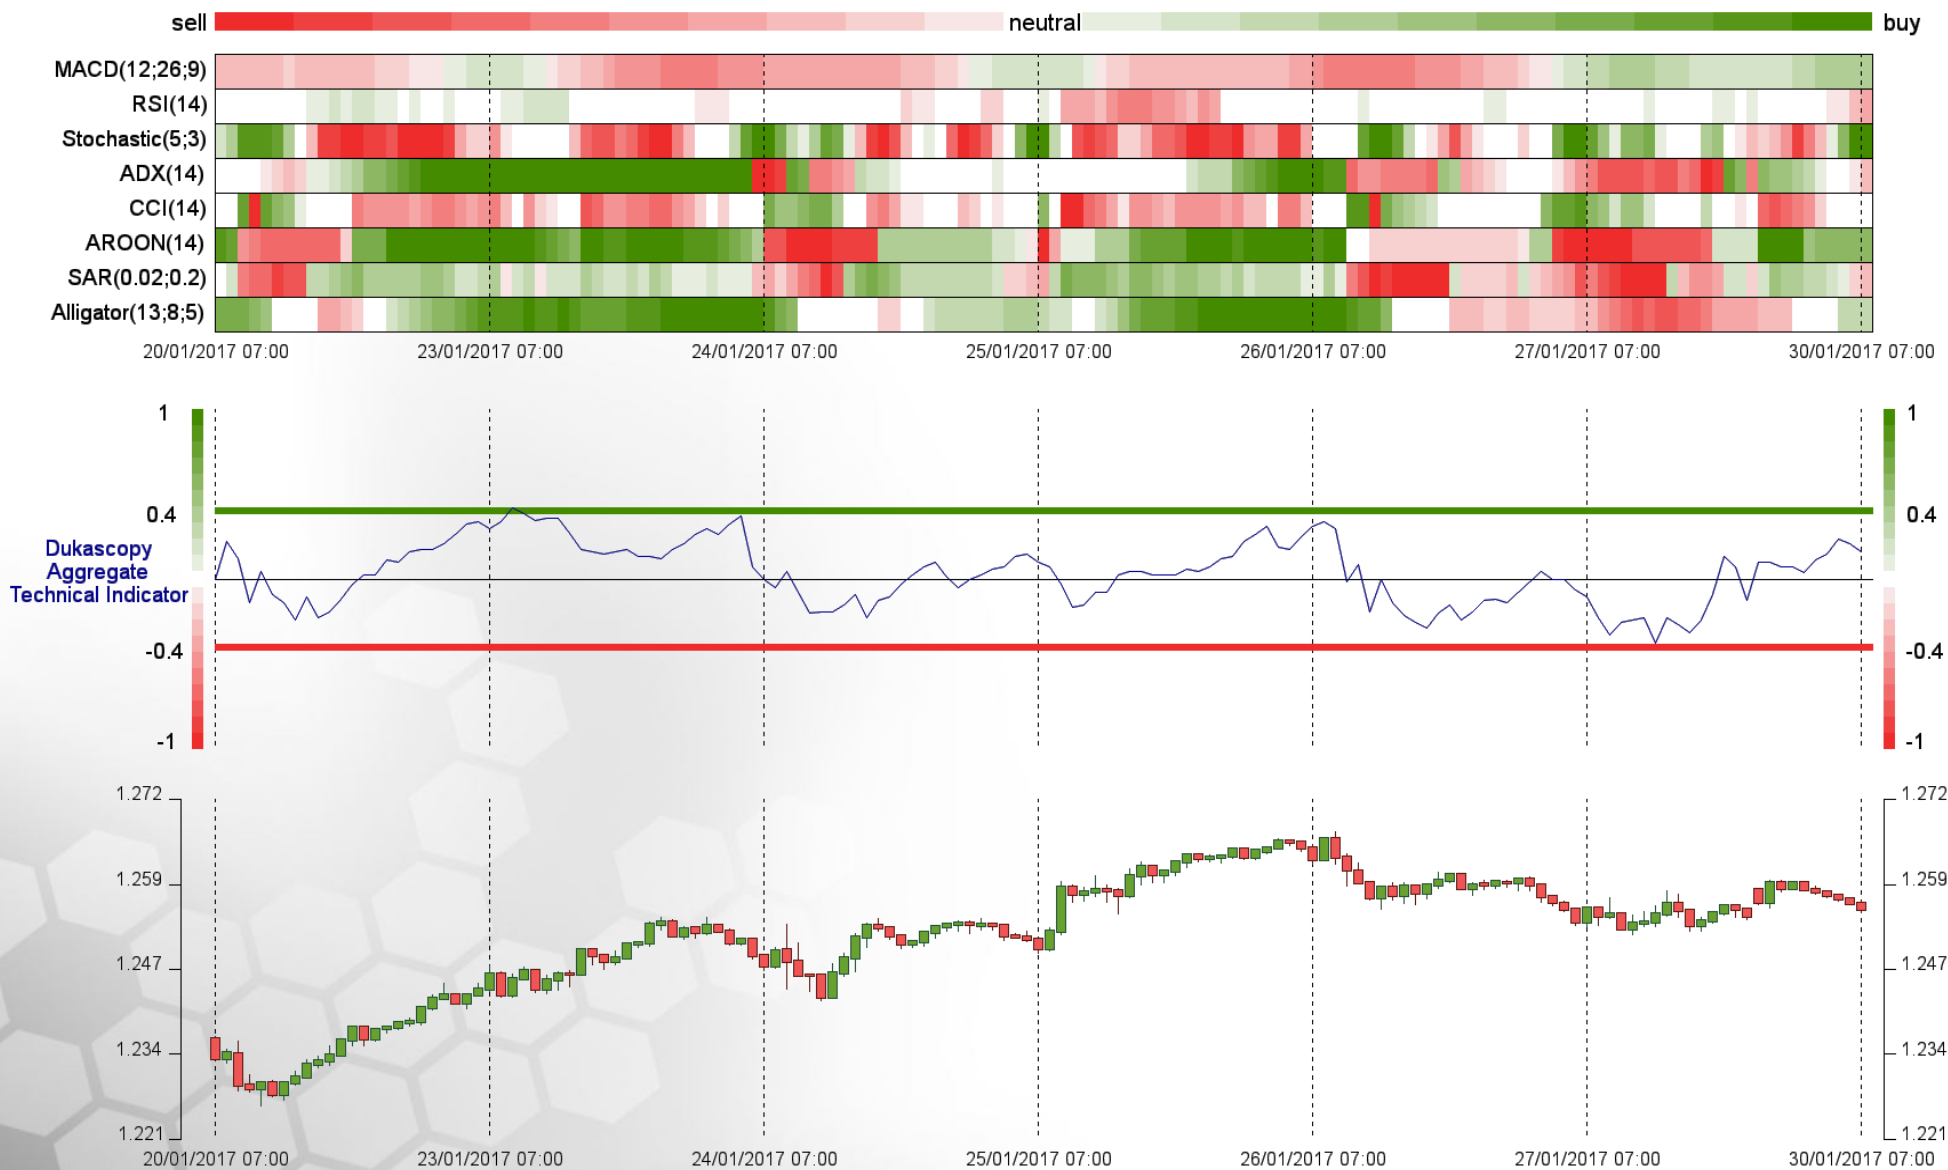 sell neutral buy
MACD(12;26;9)
RSI(14)
Stochastic(5;3)
ADX(14)
CCI(14)
AROON(14)
SAR(0.02;0.2)
Alligator(13;8;5)
20/01/2017 07:00 23/01/2017 07:00 24/01/2017 07:00 25/01/2017 07:00 26/01/2017 07:00 27/01/2017 07:00 30/01/2017 07:00
1 1
0.4 0.4
Dukascopy
Aggregate
Technical Indicator
-0.4 -0.4
-1 -1
1.272 1.272
1.259 1.259
1.247 1.247
1.234 1.234
1.221 1.221
20/01/2017 07:00 23/01/2017 07:00 24/01/2017 07:00 25/01/2017 07:00 26/01/2017 07:00 27/01/2017 07:00 30/01/2017 07:00